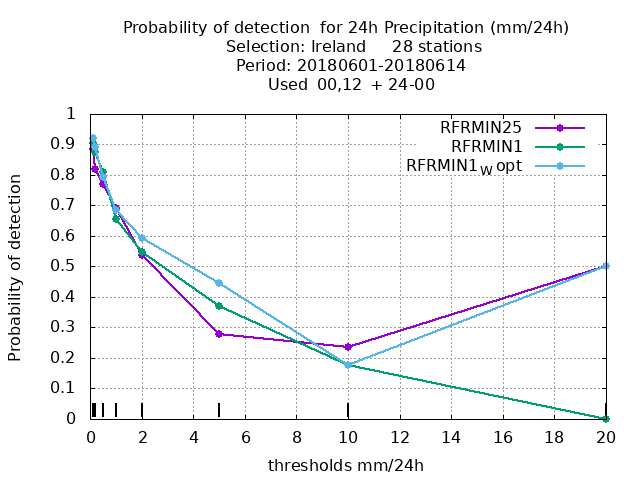 Probability of detection  for 24h Precipitation (mm/24h)
Selection: Ireland     28 stations
Period: 20180601-20180614
Used  00,12  + 24-00
RFRMIN25
RFRMIN1
RFRMIN1W opt
Probability of detection
1
0.9
0.8
0.7
0.6
0.5
0.4
0.3
0.2
0.1
0
0 2 4 6 8 10 12 14 16 18 20
thresholds mm/24h